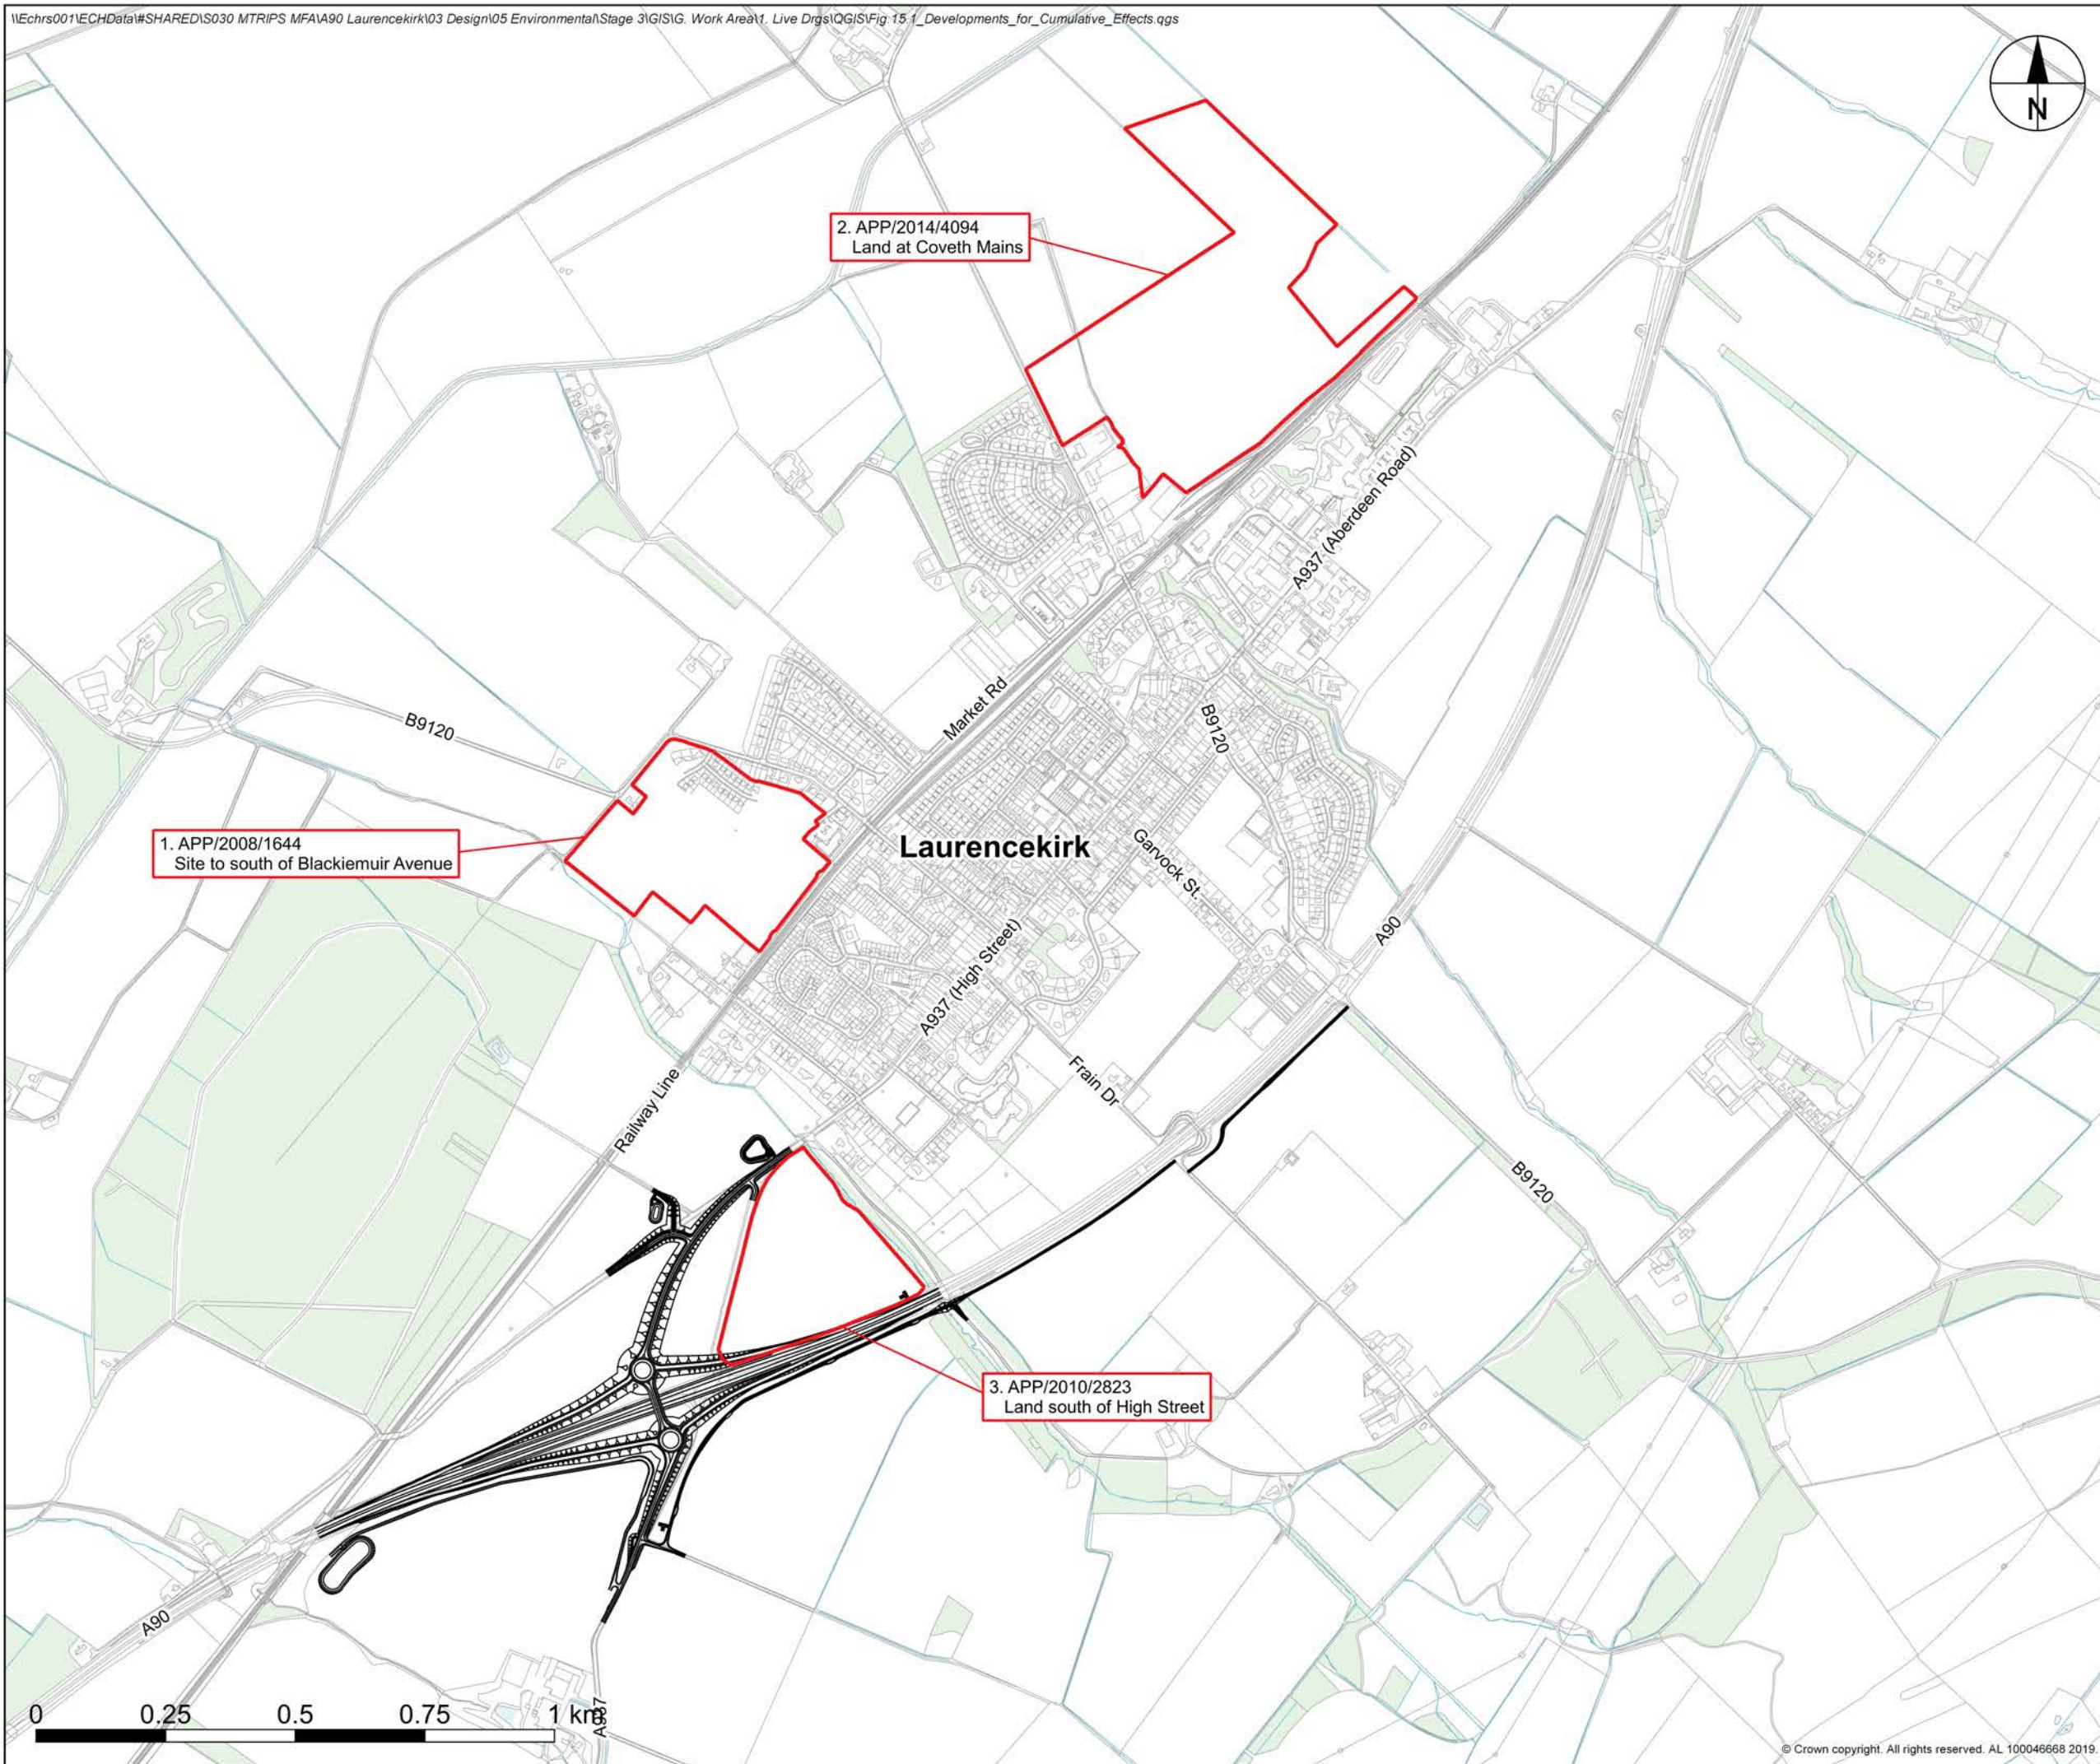 \\Echrs001\ECHData\#SHARED\S030 MTRIPS MFA\A90 Laurencekirk\03 Design\05 Environmental\Stage 3\GIS\G. Work Area\1. Live Drgs\QGIS\Fig 15.1_Developments_for_Cumulative_Effects.qgs
N
2. APP/2014/4094
Land at Coveth Mains
A937 (Aberdeen Road)
Market Rd
B9120
B9120
1. APP/2008/1644
Site to south of Blackiemuir Avenue
Laurencekirk
Garvock St.
A90
A937 (High Street)
Frain Dr
Railway Line
B9120
3. APP/2010/2823
Land south of High Street
A90
A937
0 0.25 0.5 0.75 1 km
© Crown copyright. All rights reserved. AL 100046668 2019